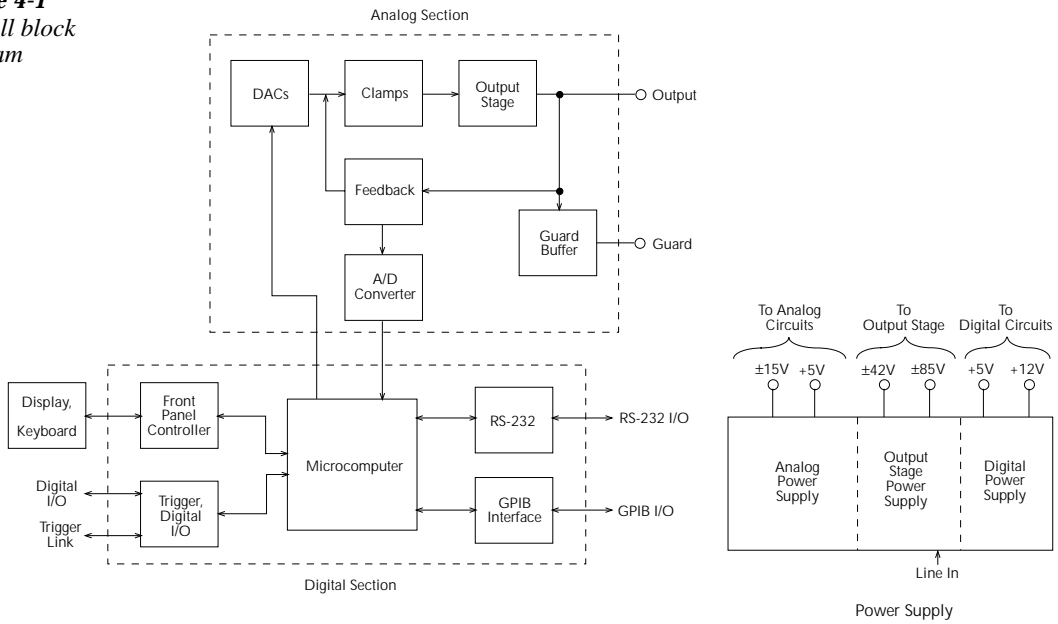 4-1
block
Analog Section
DACs
Clamps
Output
Stage
Output
Feedback
Guard
Buffer
Guard
A/D
Converter
Display,
Keyboard
Front
Panel
Controller
Digital
I/O
Trigger
Link
Trigger,
Digital
I/O
Microcomputer
RS-232
RS-232 I/O
GPIB
Interface
GPIB I/O
Digital Section
To Analog
Circuits
To
Output Stage
To
Digital Circuits
±15V
+5V
±42V
±85V
+5V
+12V
Analog
Power
Supply
Output
Stage
Power
Supply
Digital
Power
Supply
Line In
Power Supply